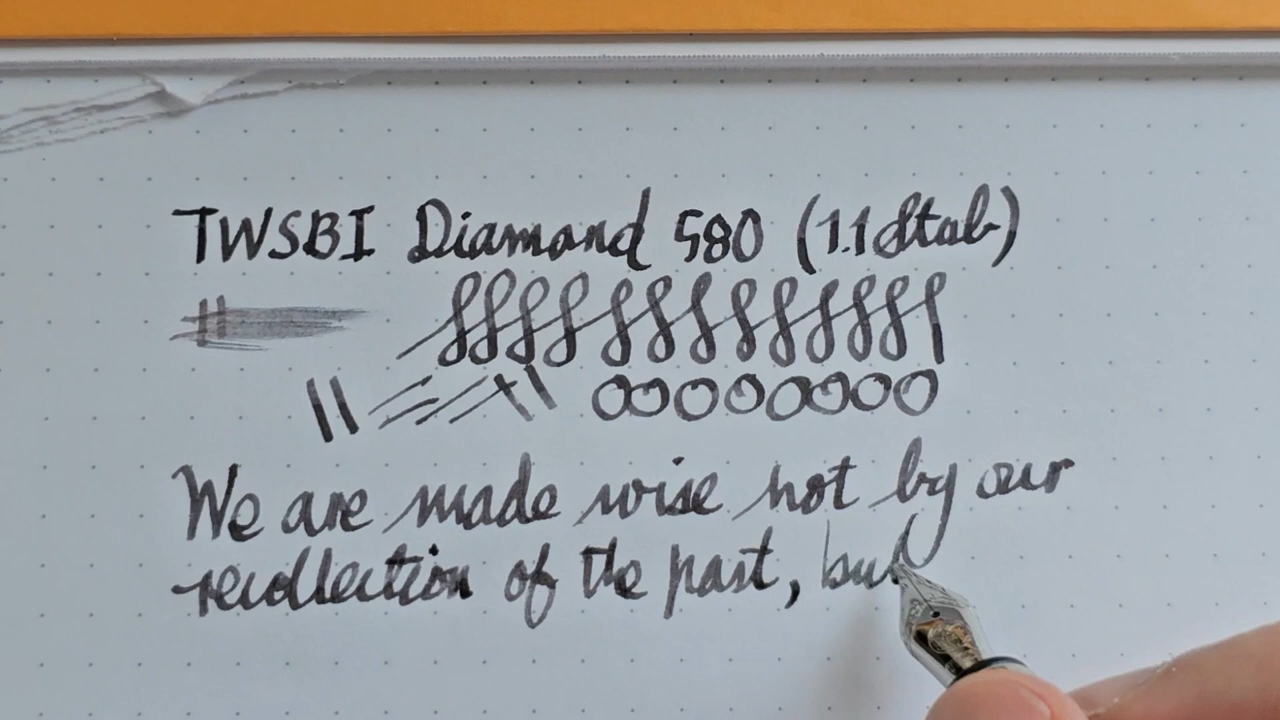 TWSBI Diamond 580 (1.1 Stub)
We are made wise not by our
recollection of the past, but